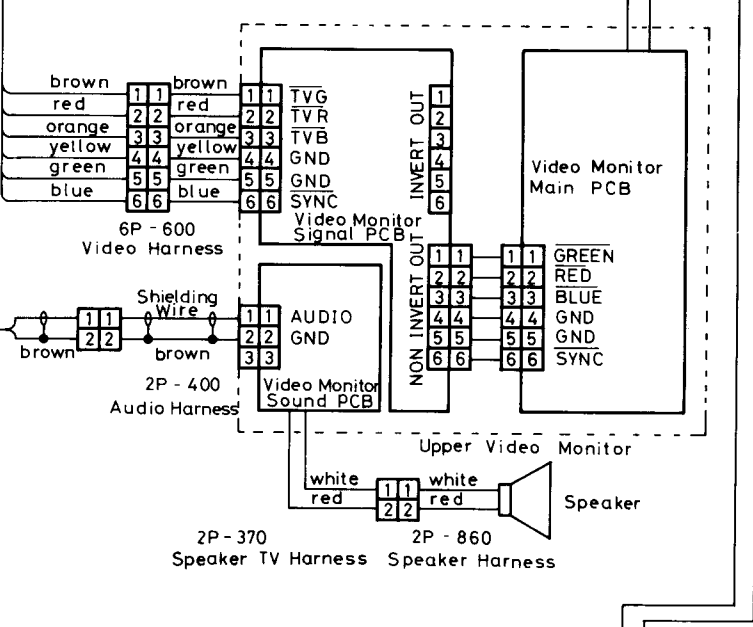 brown 1 1 brown 1 1 TVG
red 2 2 red 2 2 TVR
orange 3 3 orange 3 3 TVB
yellow 4 4 yellow 4 4 GND
green 5 5 green 5 5 GND
blue 6 6 blue 6 6 SYNC
6P-600
Video Harness
Video Monitor
Signal PCB
INVERT OUT
1
2
3
4
5
6
Video Monitor
Main PCB
NON INVERT OUT
1 1 1 1 GREEN
2 2 2 2 RED
3 3 3 3 BLUE
4 4 4 4 GND
5 5 5 5 GND
6 6 6 6 SYNC
Shielding
Wire
1 1 1 1 AUDIO
2 2 2 2 GND
3 3
brown brown
2P-400
Audio Harness
Video Monitor
Sound PCB
Upper Video Monitor
white 1 1 white
red 2 2 red
Speaker
2P-370 2P-860
Speaker TV Harness Speaker Harness